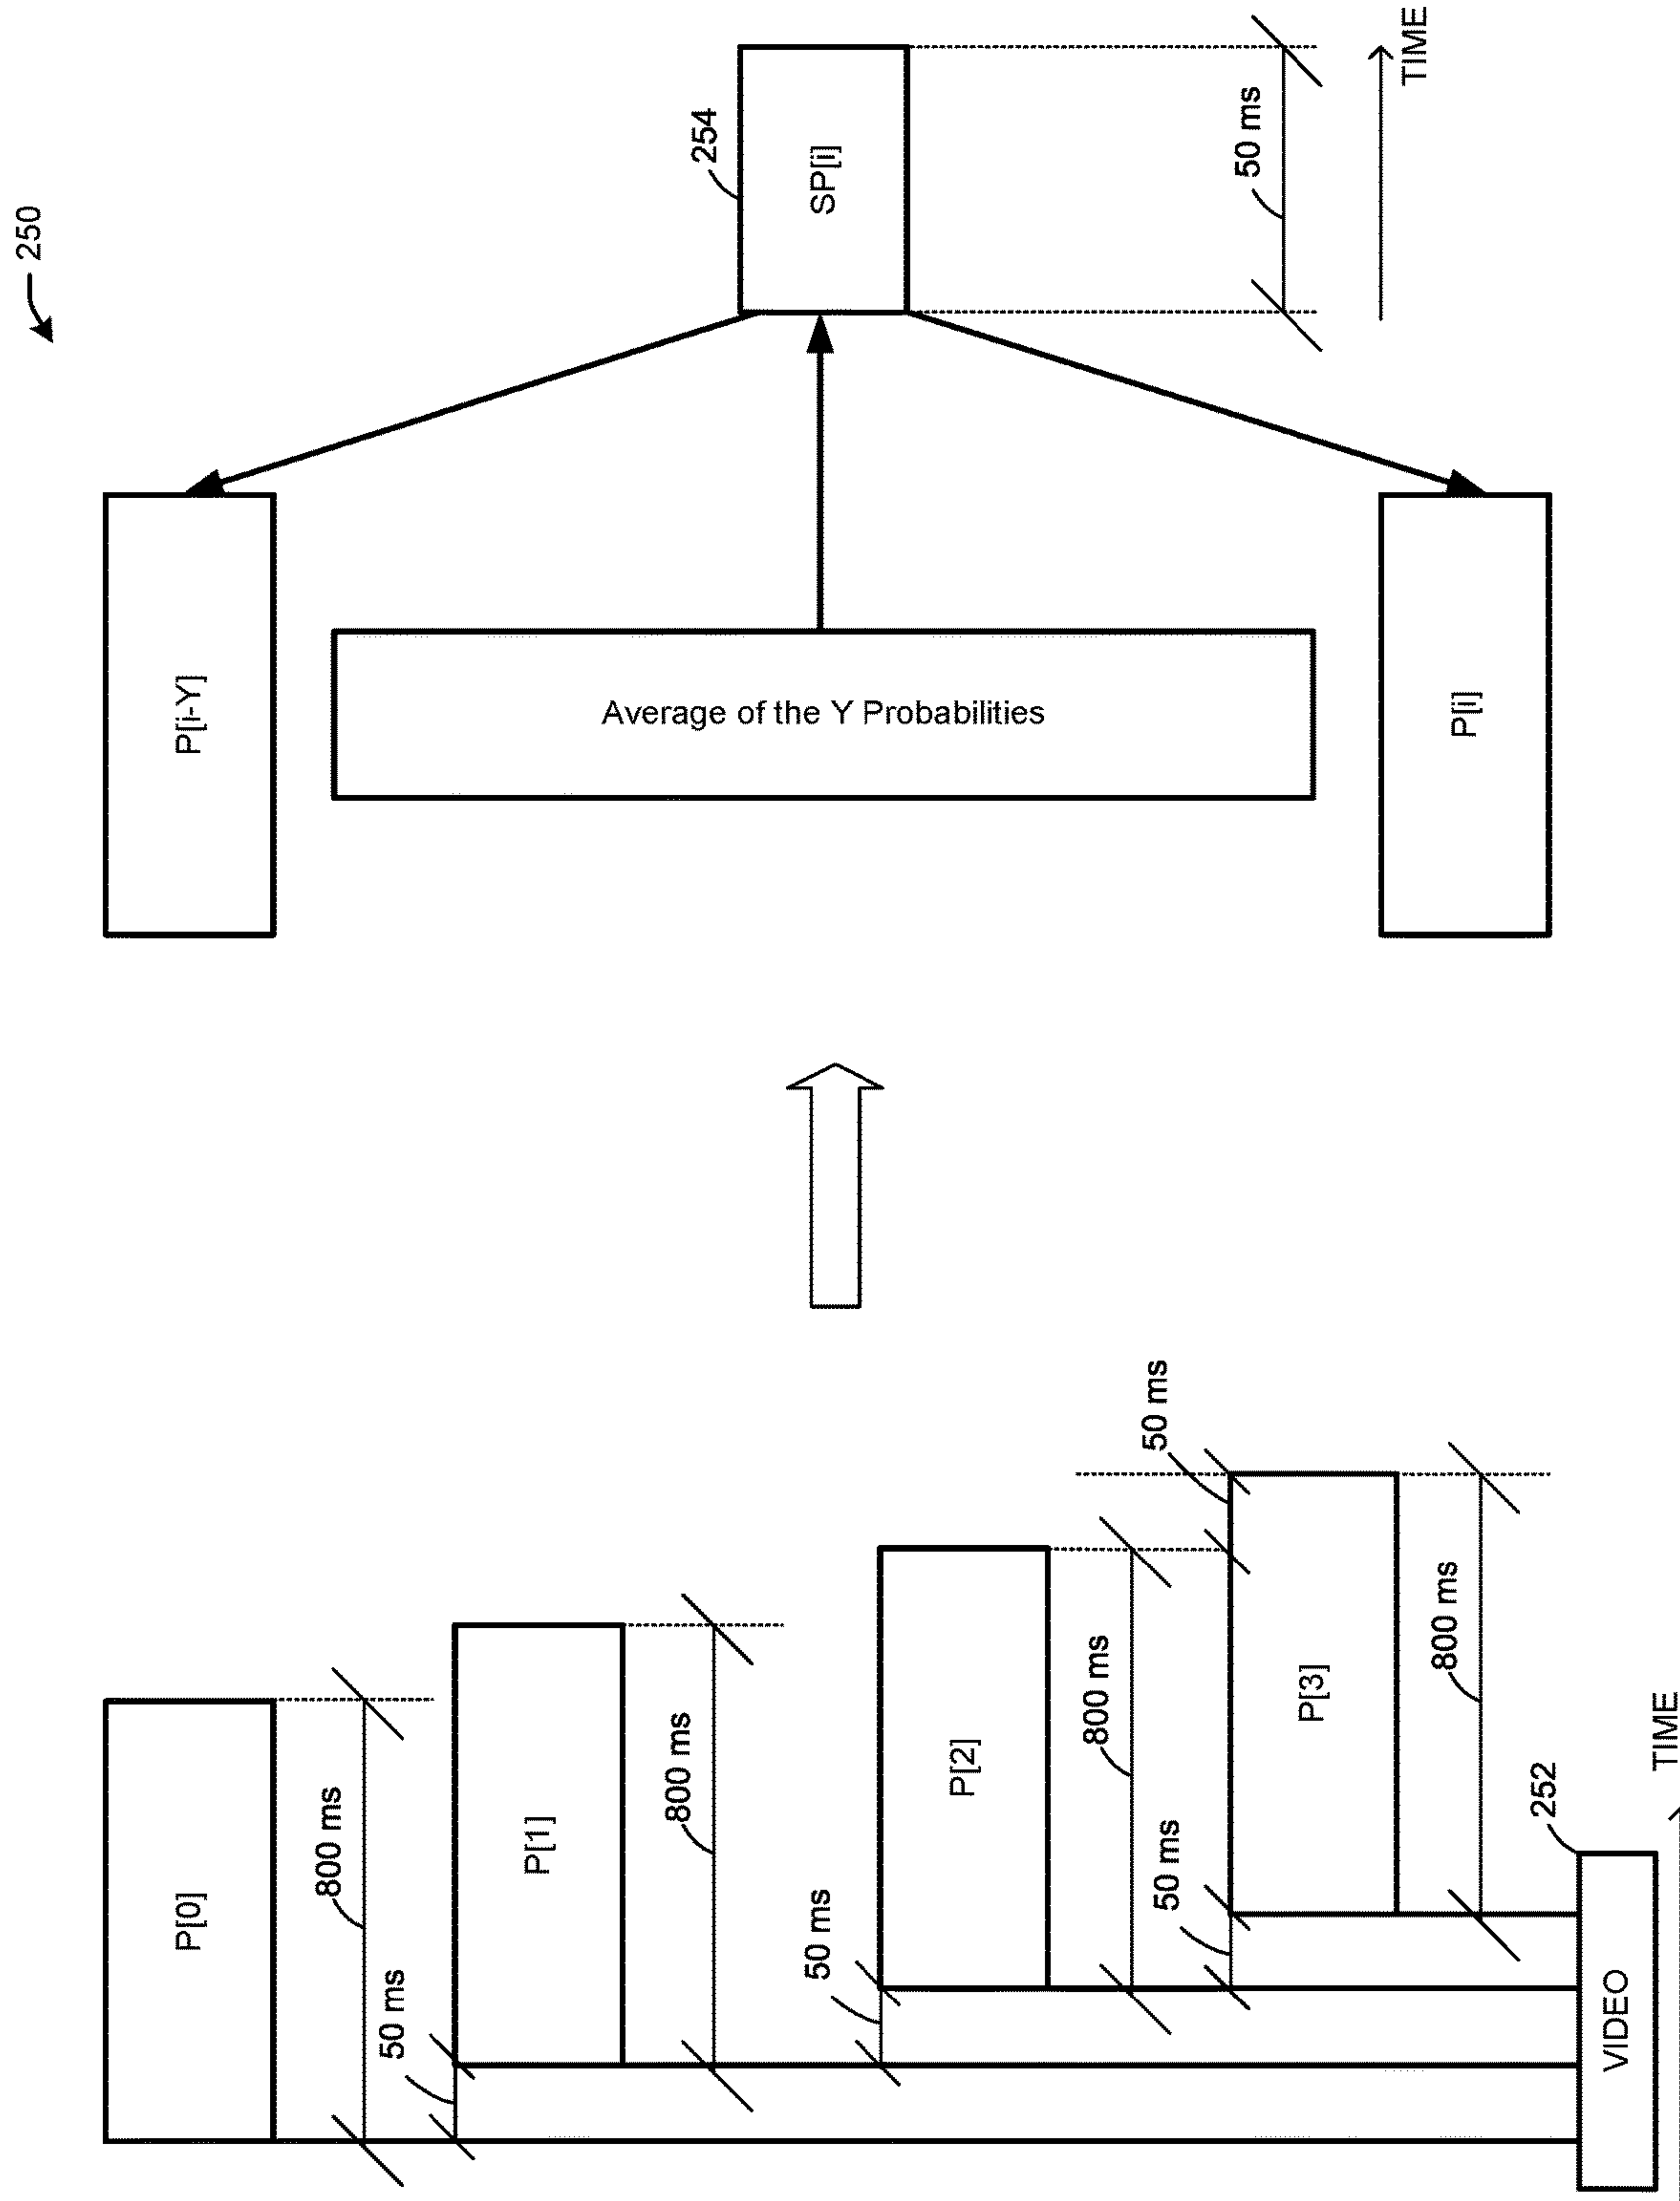 250
P[0]
800 ms
50 ms
P[1]
800 ms
50 ms
P[2]
800 ms
50 ms
50 ms
P[3]
800 ms
252
VIDEO
TIME
P[i-Y]
Average of the Y Probabilities
P[i]
254
SP[i]
50 ms
TIME